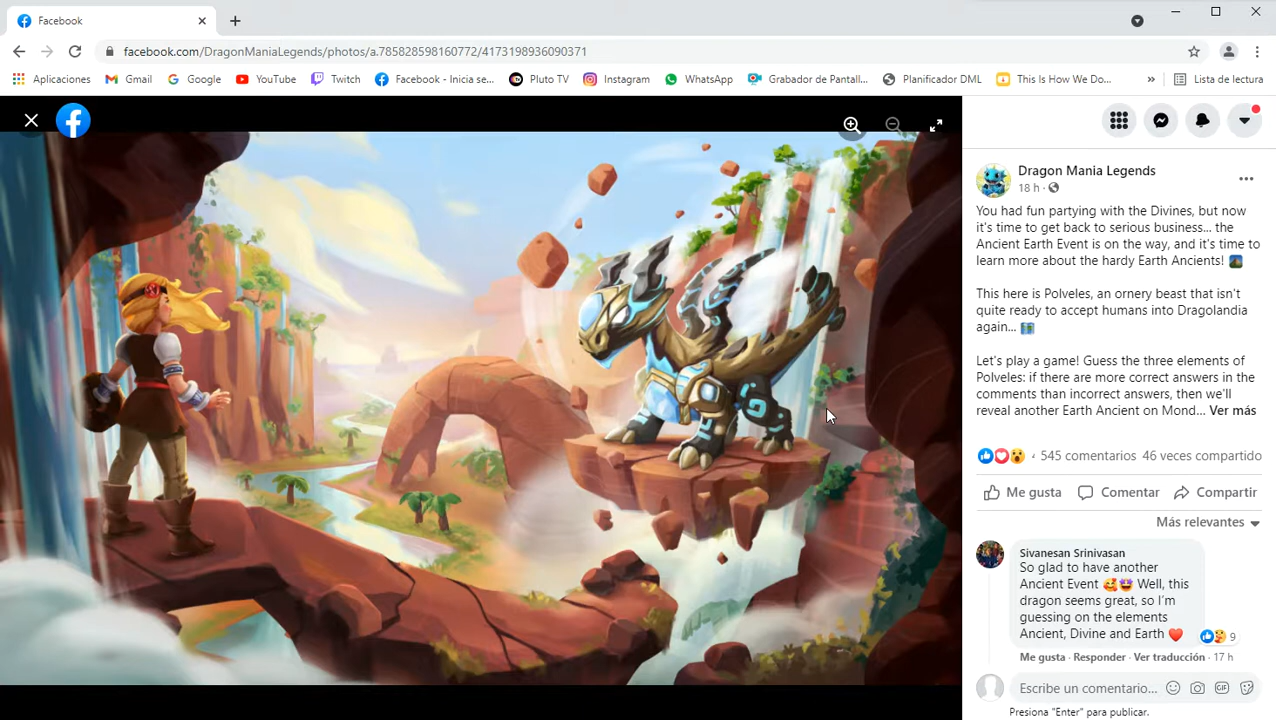 Facebook
facebook.com/DragonManiaLegends/photos/a.785828598160772/4173198936090371
Aplicaciones Gmail Google YouTube Twitch Facebook - Inicia se... Pluto TV Instagram WhatsApp Grabador de Pantall... Planificador DML This Is How We Do... » Lista de lectura
Dragon Mania Legends
18 h ·
You had fun partying with the Divines, but now
it's time to get back to serious business... the
Ancient Earth Event is on the way, and it's time to
learn more about the hardy Earth Ancients!
This here is Polveles, an ornery beast that isn't
quite ready to accept humans into Dragolandia
again...
Let's play a game! Guess the three elements of
Polveles: if there are more correct answers in the
comments than incorrect answers, then we'll
reveal another Earth Ancient on Mond... Ver más
545 comentarios 46 veces compartido
Me gusta Comentar Compartir
Más relevantes
Sivanesan Srinivasan
So glad to have another
Ancient Event 🥰🤩 Well, this
dragon seems great, so I'm
guessing on the elements
Ancient, Divine and Earth ❤️
9
Me gusta · Responder · Ver traducción · 17 h
Escribe un comentario...
GIF
Presiona "Enter" para publicar.